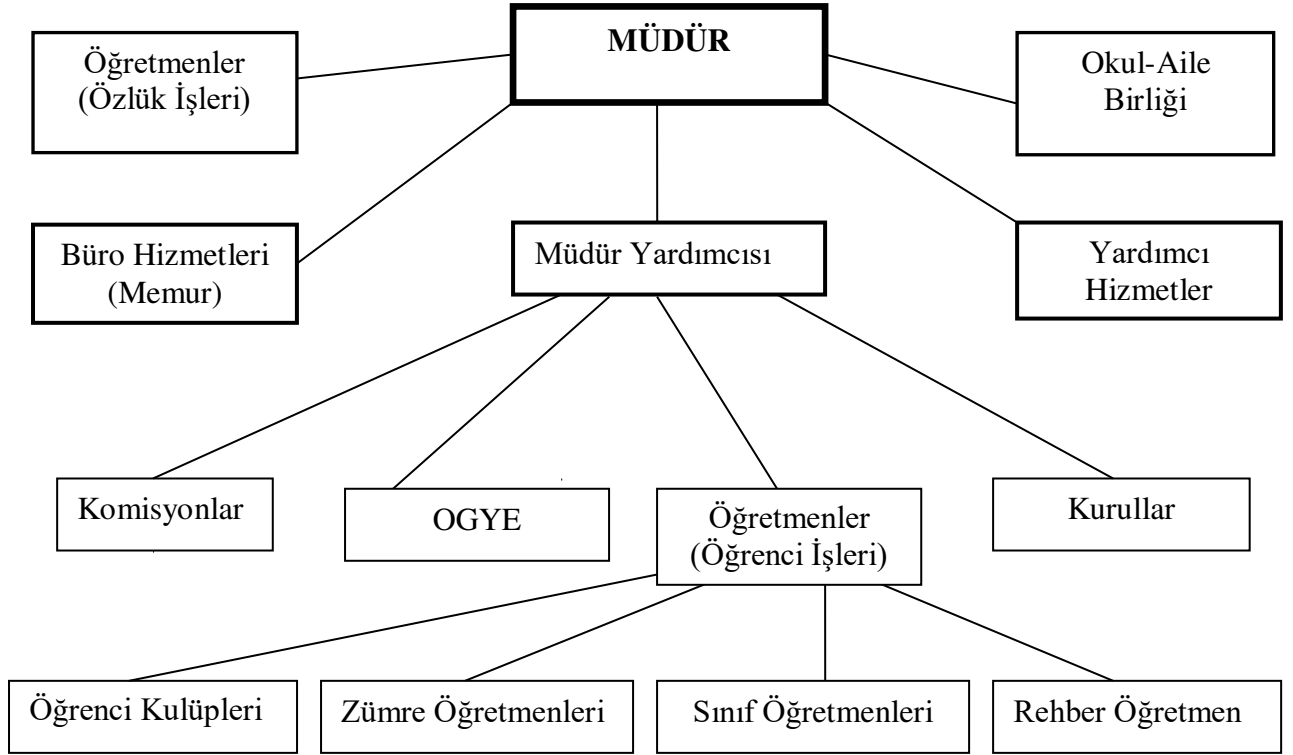 MÜDÜR
Öğretmenler
(Özlük İşleri)
Okul-Aile
Birliği
Büro Hizmetleri
(Memur)
Müdür Yardımcısı
Yardımcı
Hizmetler
Komisyonlar
OGYE
Öğretmenler
(Öğrenci İşleri)
Kurullar
Öğrenci Kulüpleri
Zümre Öğretmenleri
Sınıf Öğretmenleri
Rehber Öğretmen